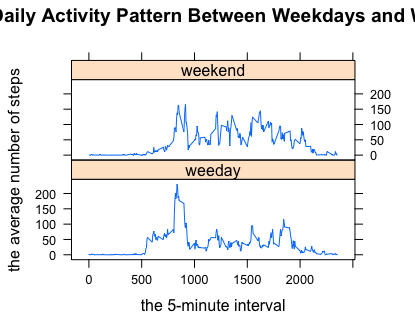 Daily Activity Pattern Between Weekdays and W
the average number of steps
weekend
200
150
100
50
0
weeday
200
150
100
50
0
0 500 1000 1500 2000
the 5-minute interval